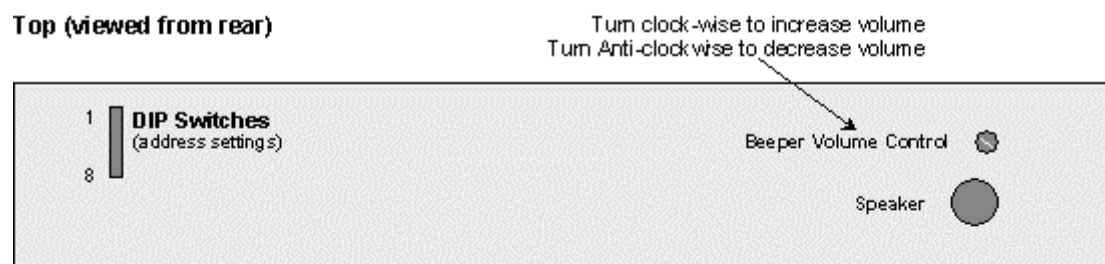 Top (viewed from rear)
Turn clock-wise to increase volume
Turn Anti-clockwise to decrease volume
1
DIP Switches
(address settings)
8
Beeper Volume Control
Speaker